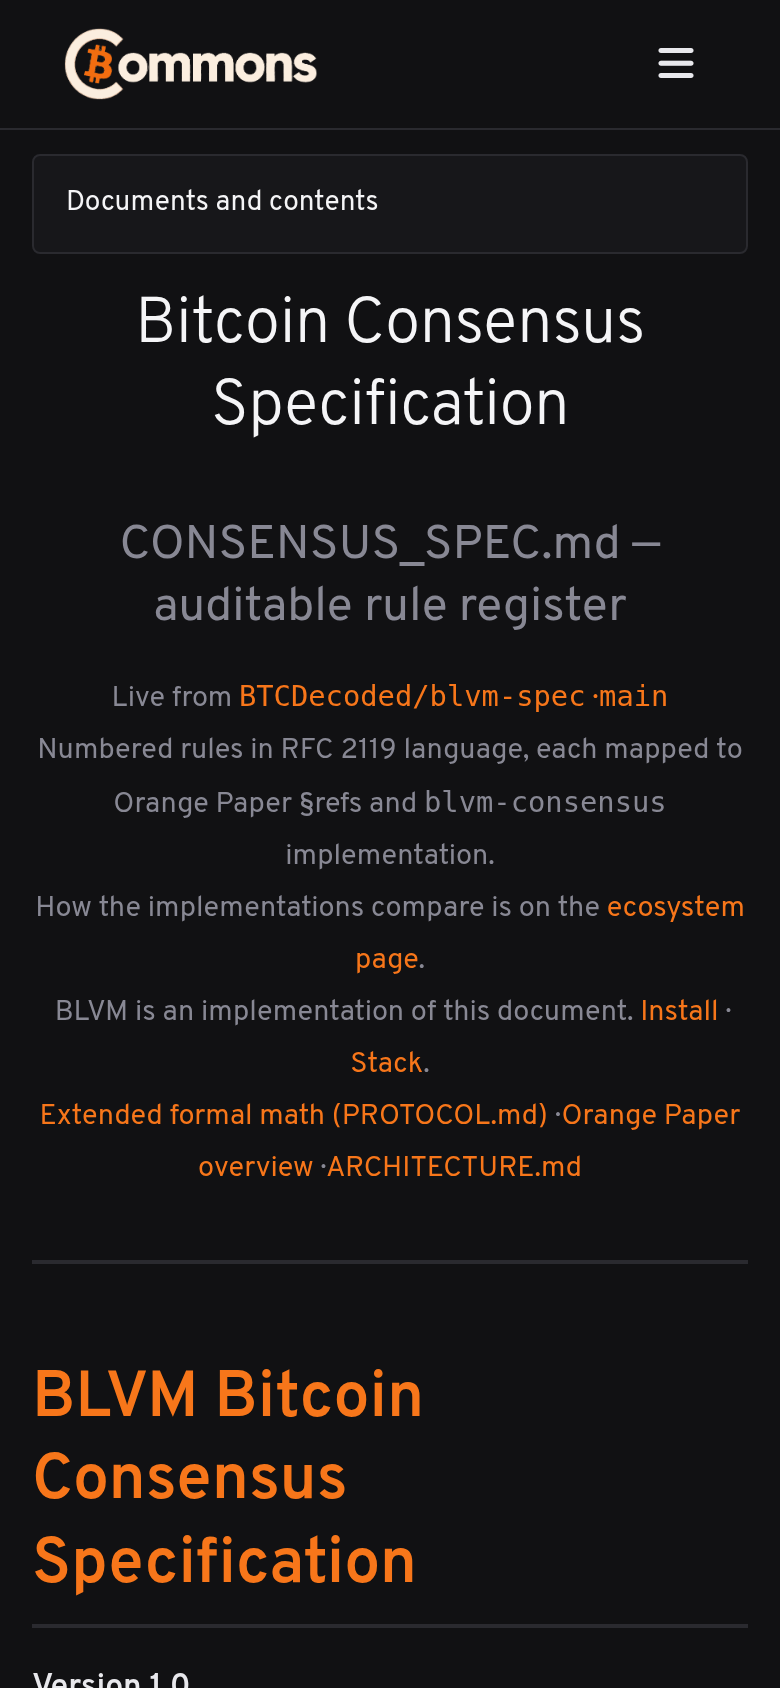 Commons
Documents and contents
Bitcoin Consensus
Specification
CONSENSUS_SPEC.md —
auditable rule register
Live from BTCDecoded/blvm-spec ·main
Numbered rules in RFC 2119 language, each mapped to
Orange Paper §refs and blvm-consensus
implementation.
How the implementations compare is on the ecosystem
page.
BLVM is an implementation of this document. Install ·
Stack.
Extended formal math (PROTOCOL.md) ·Orange Paper
overview ·ARCHITECTURE.md
BLVM Bitcoin
Consensus
Specification
Version 1.0